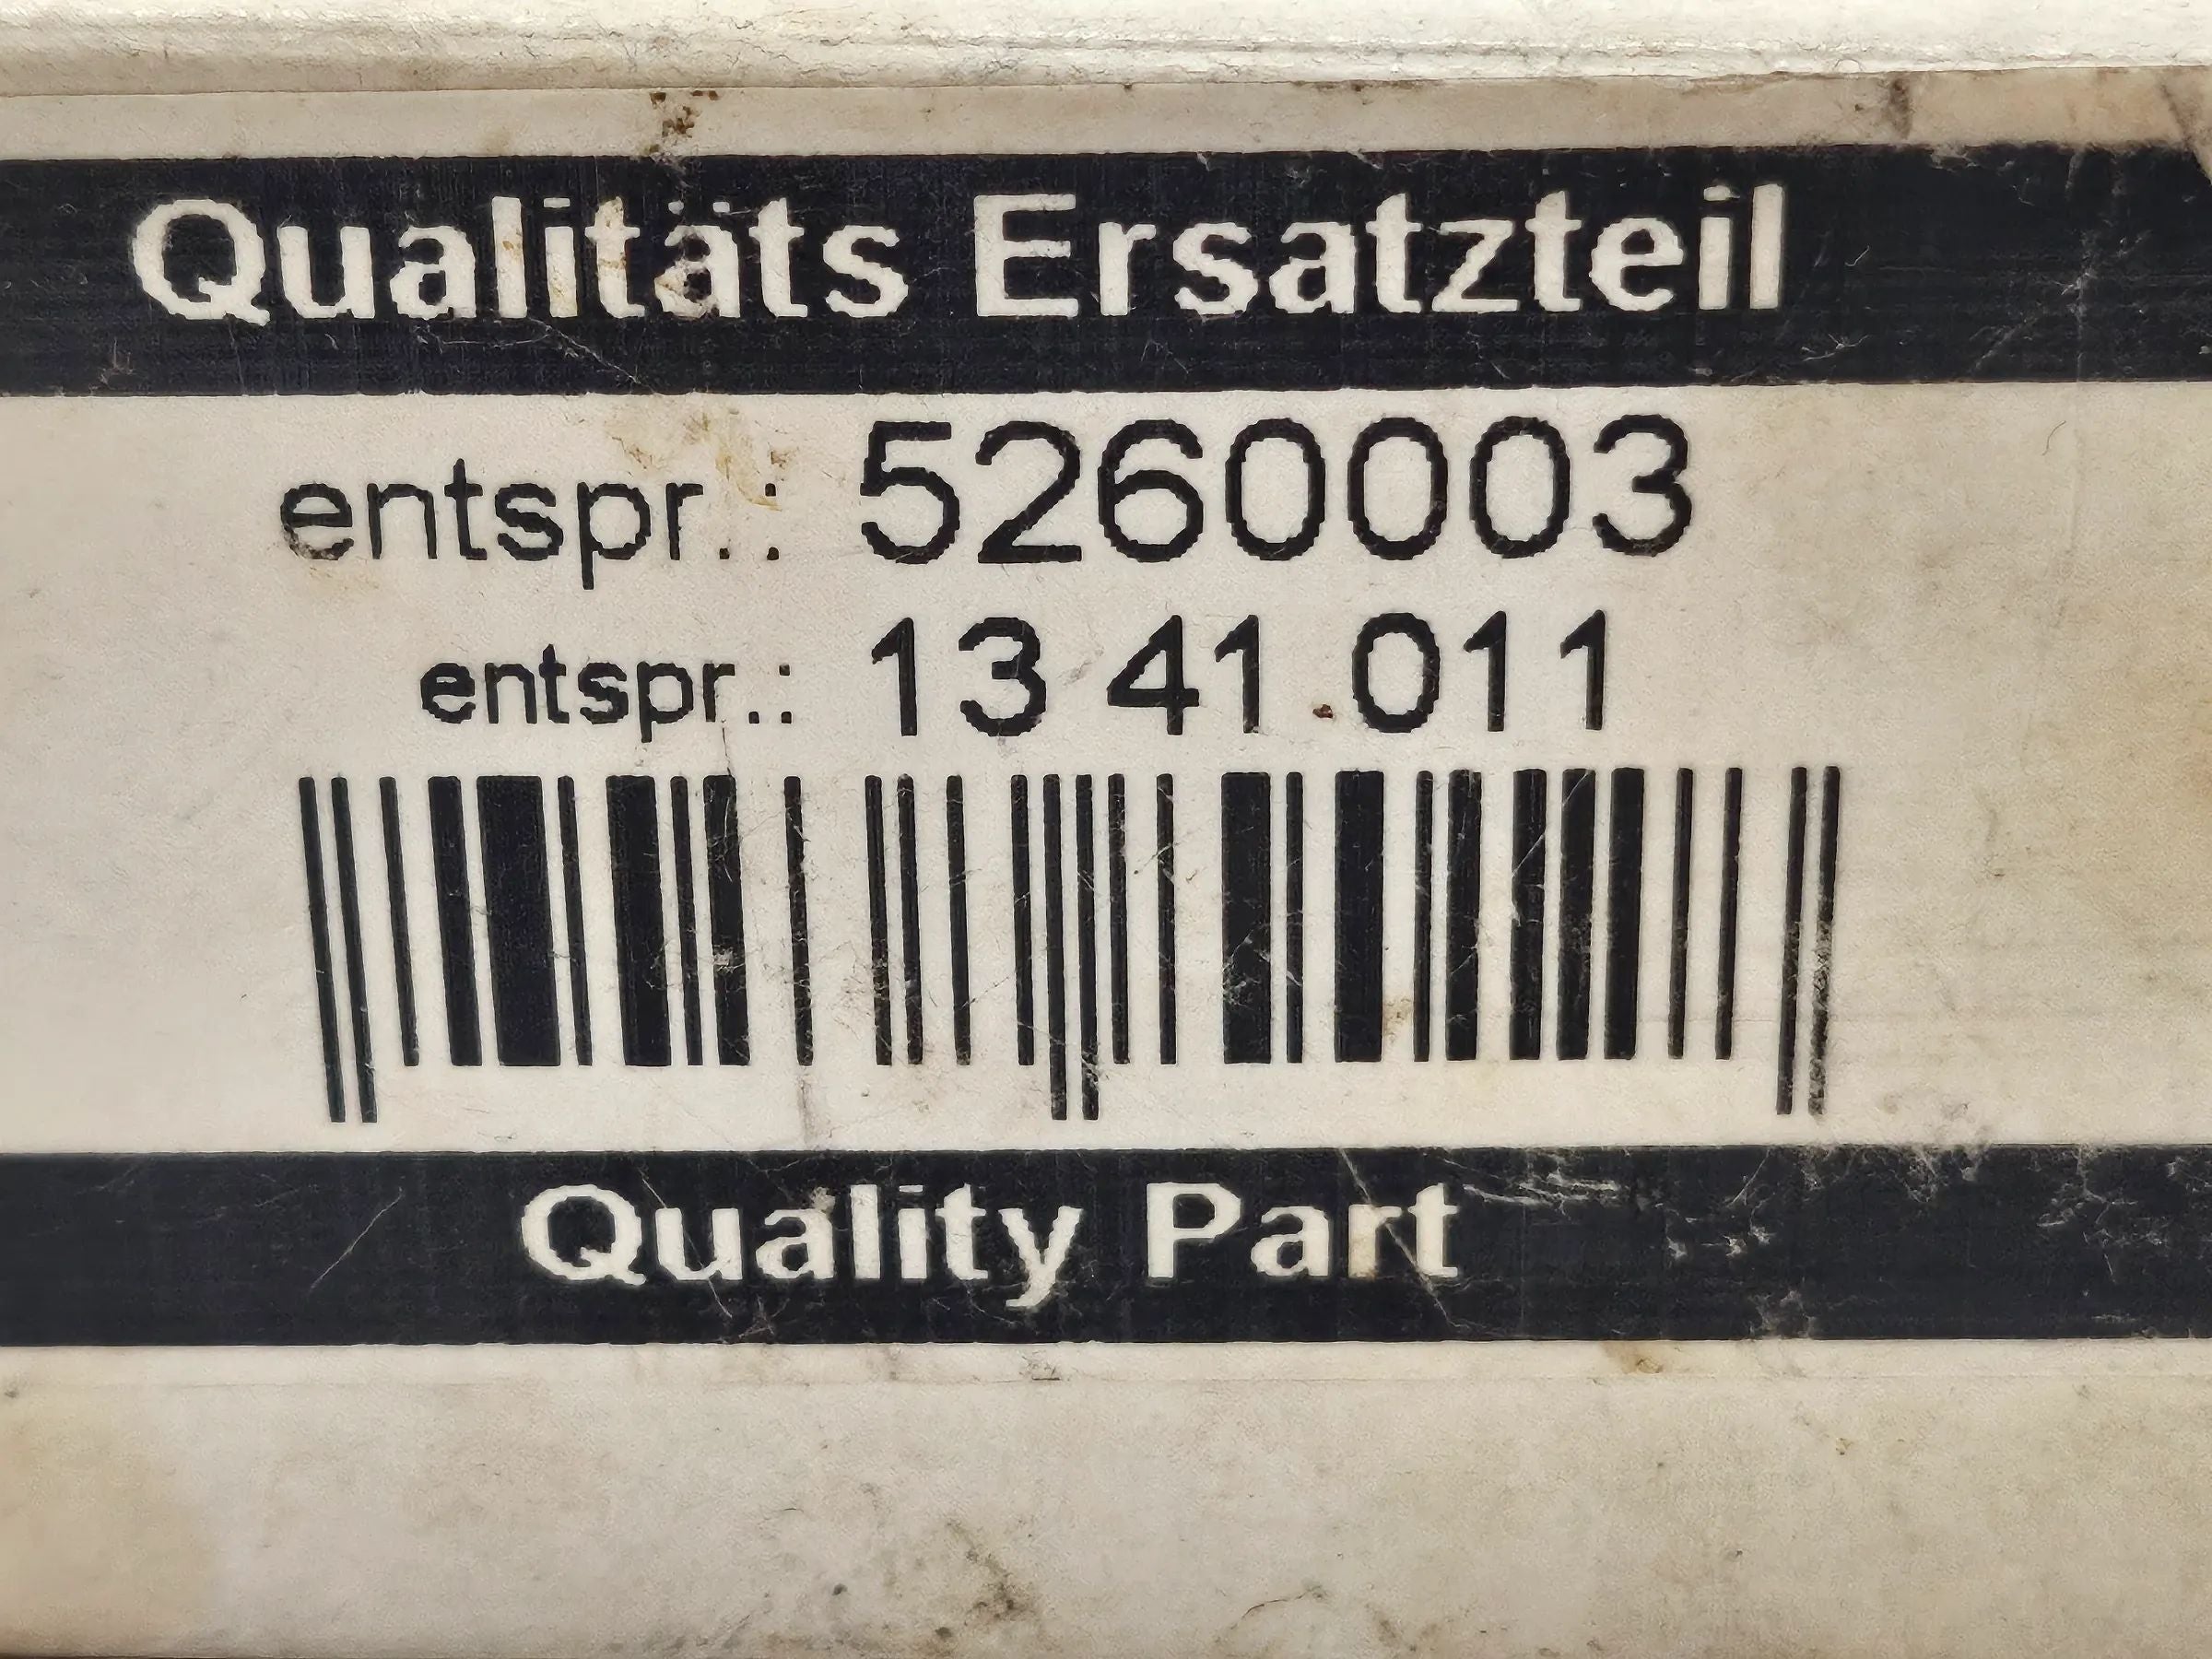 Qualitäts Ersatzteil
entspr.: 5260003
entspr.: 13 41 011
Quality Part